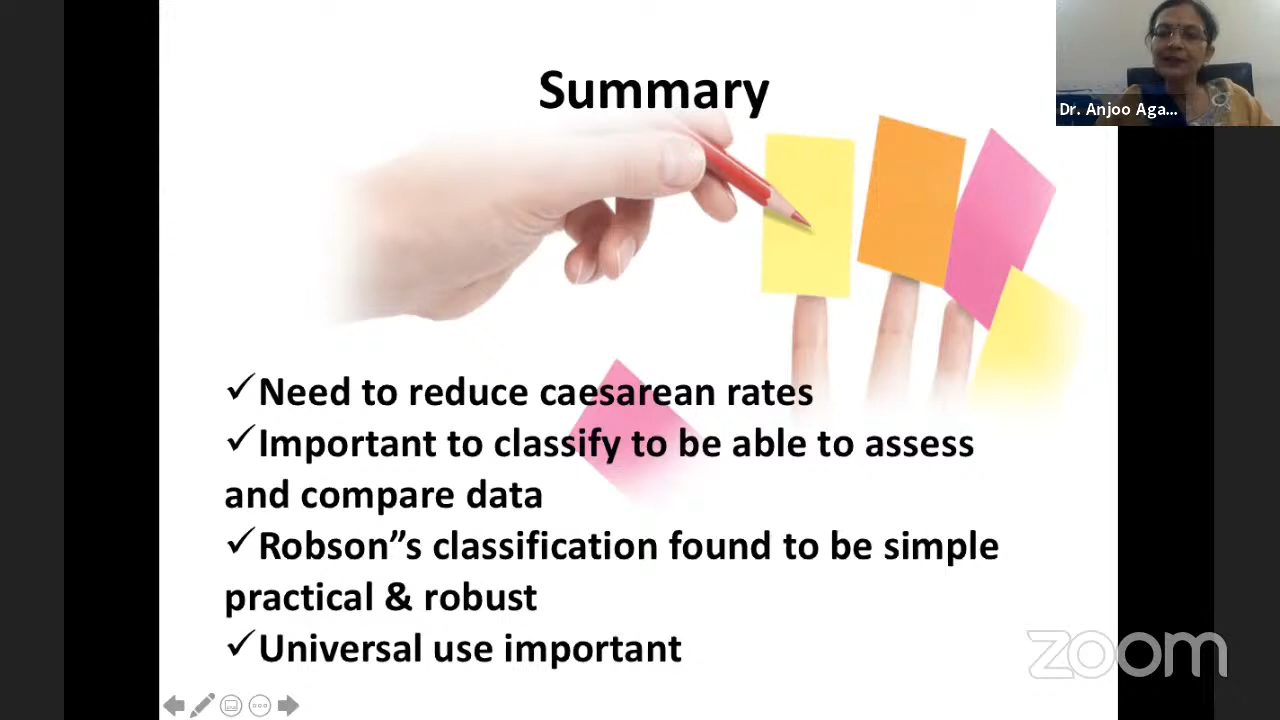 Summary
Dr. Anjoo Aga...
✓Need to reduce caesarean rates
✓Important to classify to be able to assess
and compare data
✓Robson”s classification found to be simple
practical & robust
✓Universal use important
zoom